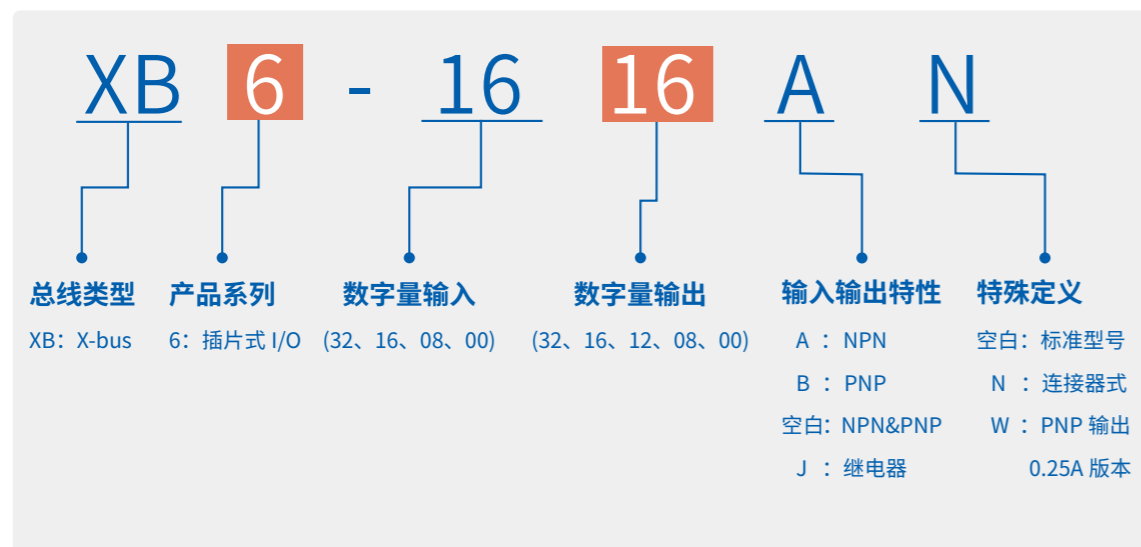 XB 6 - 16 16 A N
总线类型 产品系列 数字量输入 数字量输出 输入输出特性 特殊定义
XB：X-bus 6：插片式 I/O (32、16、08、00) (32、16、12、08、00) A ：NPN 空白：标准型号
B ：PNP N ：连接器式
空白：NPN&PNP W ：PNP 输出
J ：继电器 0.25A 版本